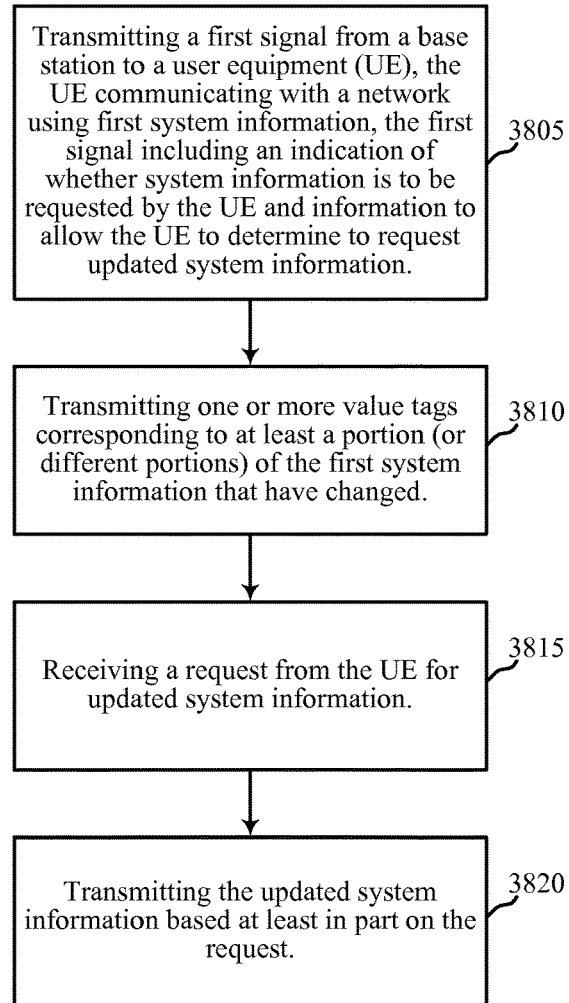 Transmitting a first signal from a base
station to a user equipment (UE), the
UE communicating with a network
using first system information, the first
signal including an indication of
whether system information is to be
requested by the UE and information to
allow the UE to determine to request
updated system information.
3805
Transmitting one or more value tags
corresponding to at least a portion (or
different portions) of the first system
information that have changed.
3810
Receiving a request from the UE for
updated system information.
3815
Transmitting the updated system
information based at least in part on the
request.
3820